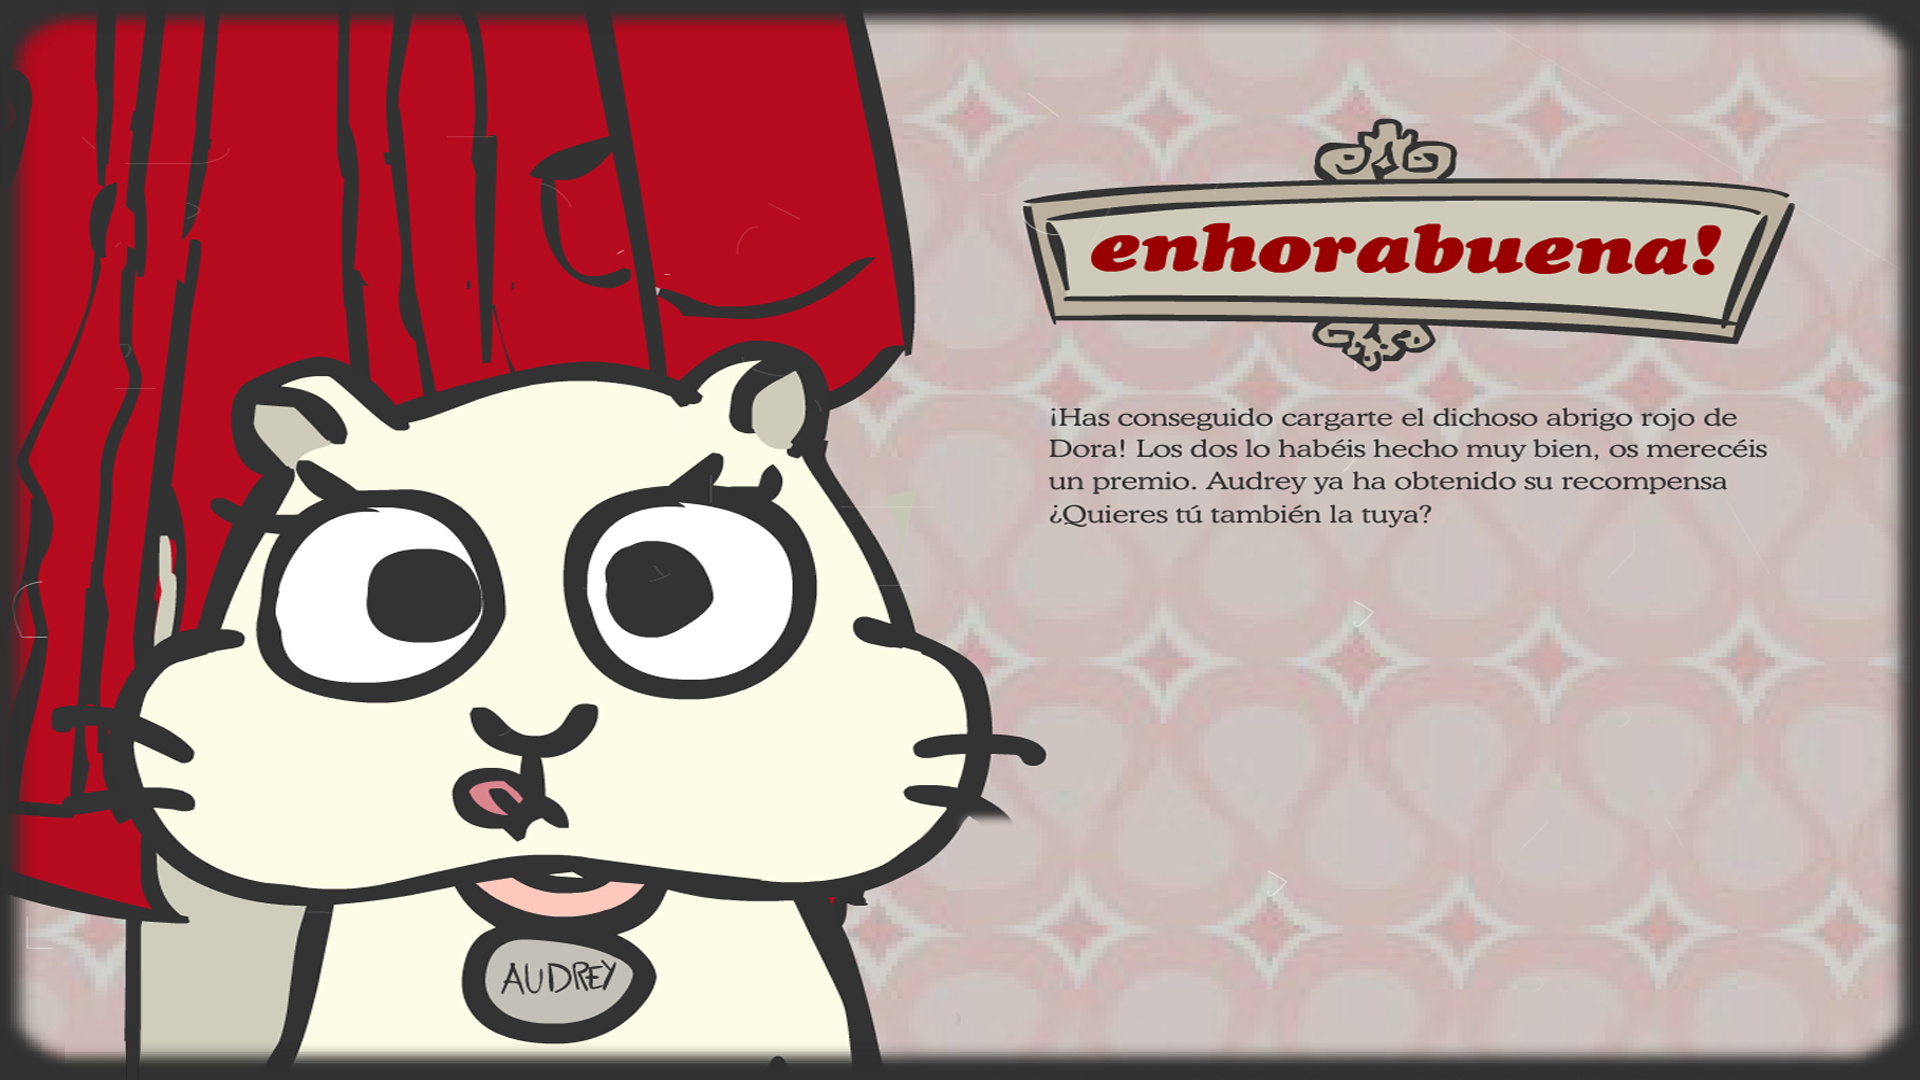 enhorabuena!
¡Has conseguido cargarte el dichoso abrigo rojo de
Dora! Los dos lo habéis hecho muy bien, os merecéis
un premio. Audrey ya ha obtenido su recompensa
¿Quieres tú también la tuya?
AUDREY